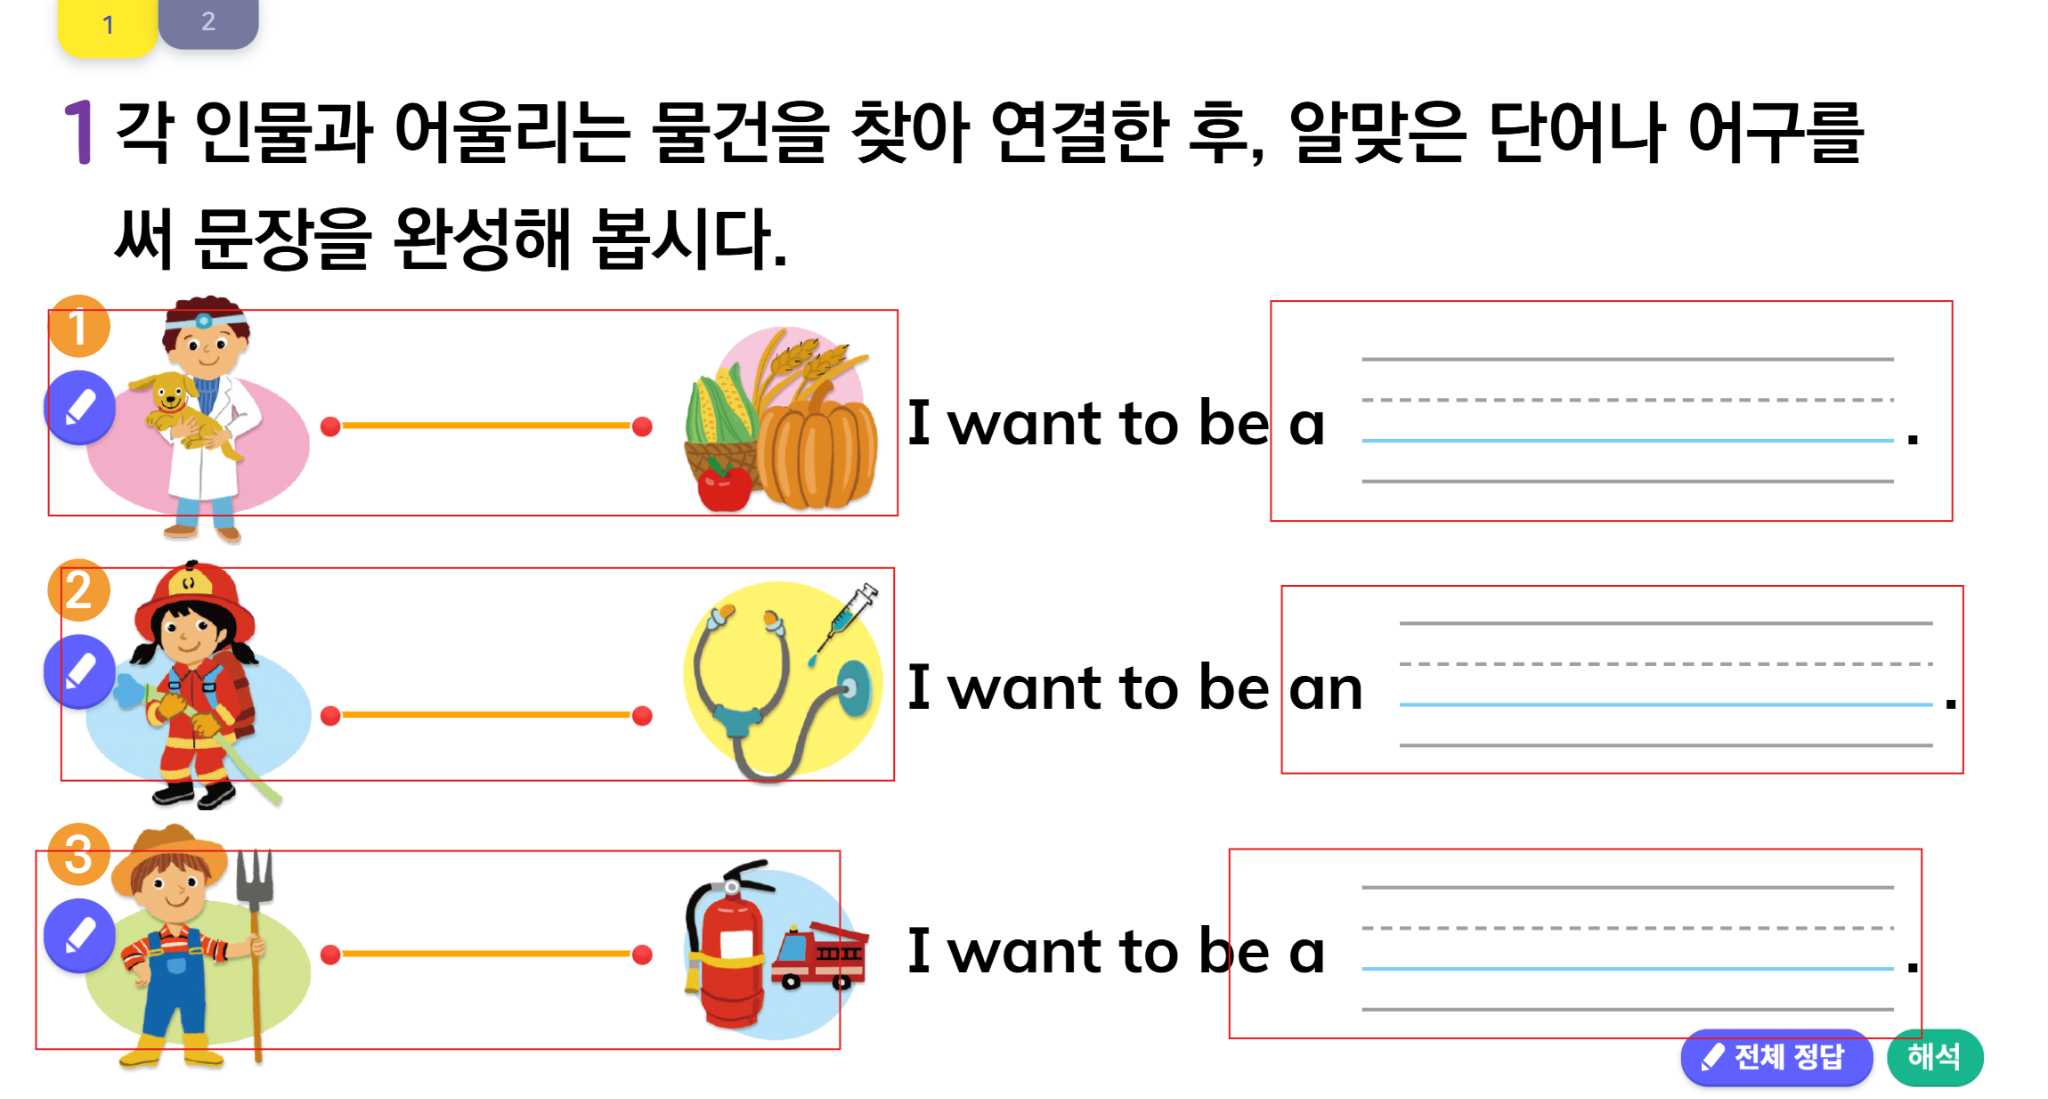 1
2
1 각 인물과 어울리는 물건을 찾아 연결한 후, 알맞은 단어나 어구를
써 문장을 완성해 봅시다.
1
I want to be a .
2
I want to be an .
3
I want to be a .
전체 정답
해석